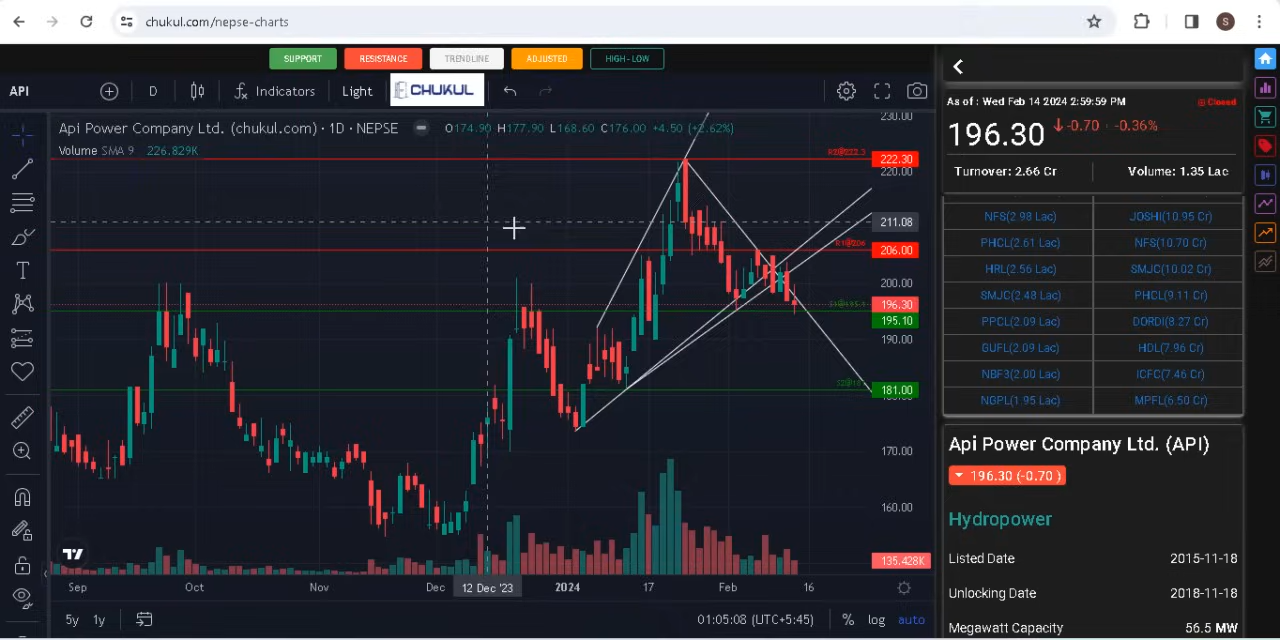 chukul.com/nepse-charts
S
SUPPORT RESISTANCE TRENDLINE ADJUSTED HIGH-LOW
API D Indicators Light CHUKUL
Api Power Company Ltd. (chukul.com) · 1D · NEPSE O174.90 H177.90 L168.60 C176.00 +4.50 (+2.62%)
Volume SMA 9 226.829K
230.00
R2@222.3 222.30
220.00
211.08
R1@206 206.00
200.00
196.30
195.10
190.00
181.00
170.00
160.00
135.428K
Sep Oct Nov Dec 12 Dec '23 2024 17 Feb 16
5y 1y 01:05:08 (UTC+5:45) % log auto
As of : Wed Feb 14 2024 2:59:59 PM Closed
196.30 -0.70 -0.36%
Turnover: 2.66 Cr Volume: 1.35 Lac
NFS(2.98 Lac) JOSHI(10.95 Cr)
PHCL(2.61 Lac) NFS(10.70 Cr)
HRL(2.56 Lac) SMJC(10.02 Cr)
SMJC(2.48 Lac) PHCL(9.11 Cr)
PPCL(2.09 Lac) DORDI(8.27 Cr)
GUFL(2.09 Lac) HDL(7.96 Cr)
NBF3(2.00 Lac) ICFC(7.46 Cr)
NGPL(1.95 Lac) MPFL(6.50 Cr)
Api Power Company Ltd. (API)
196.30 (-0.70 )
Hydropower
Listed Date 2015-11-18
Unlocking Date 2018-11-18
Megawatt Capacity 56.5 MW